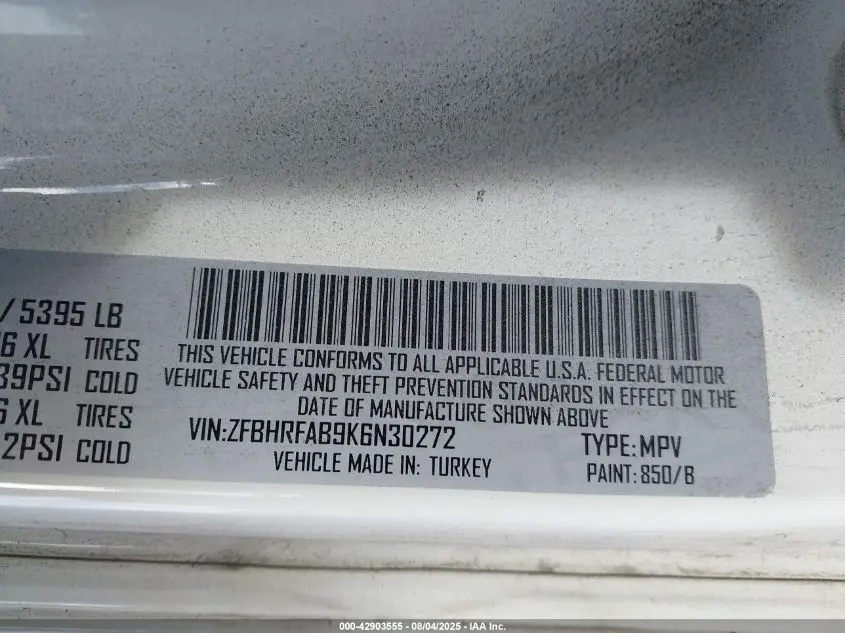 / 5395 LB
6 XL TIRES
39PSI COLD
6 XL TIRES
2PSI COLD
THIS VEHICLE CONFORMS TO ALL APPLICABLE U.S.A. FEDERAL MOTOR
VEHICLE SAFETY AND THEFT PREVENTION STANDARDS IN EFFECT ON THE
DATE OF MANUFACTURE SHOWN ABOVE
VIN:ZFBHRFAB9K6N30272 TYPE:MPV
VEHICLE MADE IN: TURKEY PAINT: 850/B
000-42903555 - 08/04/2025 - IAA Inc.